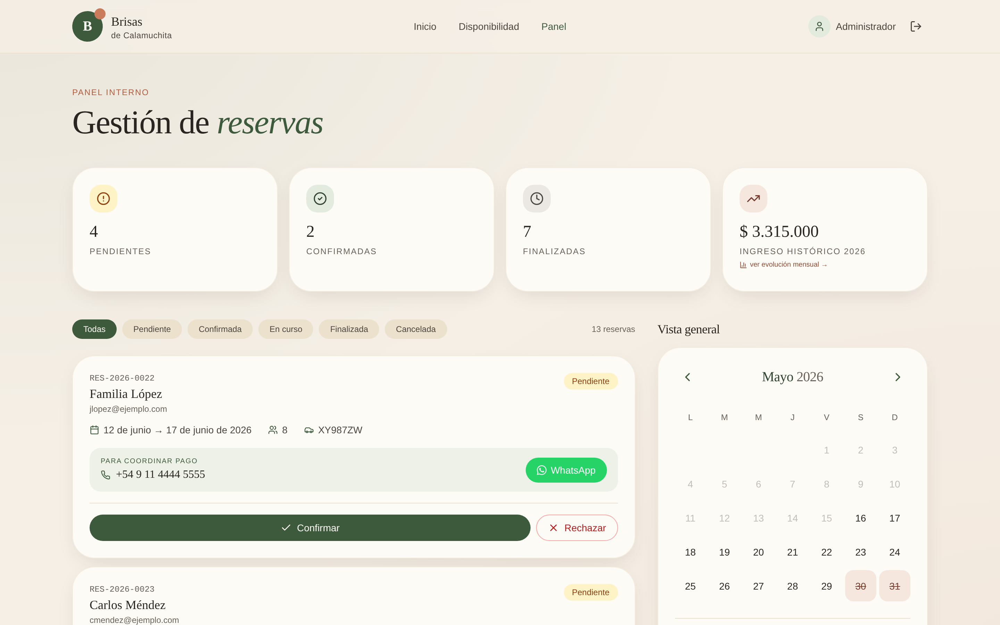 B
Brisas
de Calamuchita
Inicio
Disponibilidad
Panel
Administrador
PANEL INTERNO
Gestión de reservas
4
PENDIENTES
2
CONFIRMADAS
7
FINALIZADAS
$ 3.315.000
INGRESO HISTÓRICO 2026
ver evolución mensual →
Todas
Pendiente
Confirmada
En curso
Finalizada
Cancelada
13 reservas
RES-2026-0022
Pendiente
Familia López
jlopez@ejemplo.com
12 de junio → 17 de junio de 2026
8
XY987ZW
PARA COORDINAR PAGO
+54 9 11 4444 5555
WhatsApp
Confirmar
Rechazar
RES-2026-0023
Pendiente
Carlos Méndez
cmendez@ejemplo.com
Vista general
Mayo 2026
L M M J V S D
1 2 3
4 5 6 7 8 9 10
11 12 13 14 15 16 17
18 19 20 21 22 23 24
25 26 27 28 29 30 31